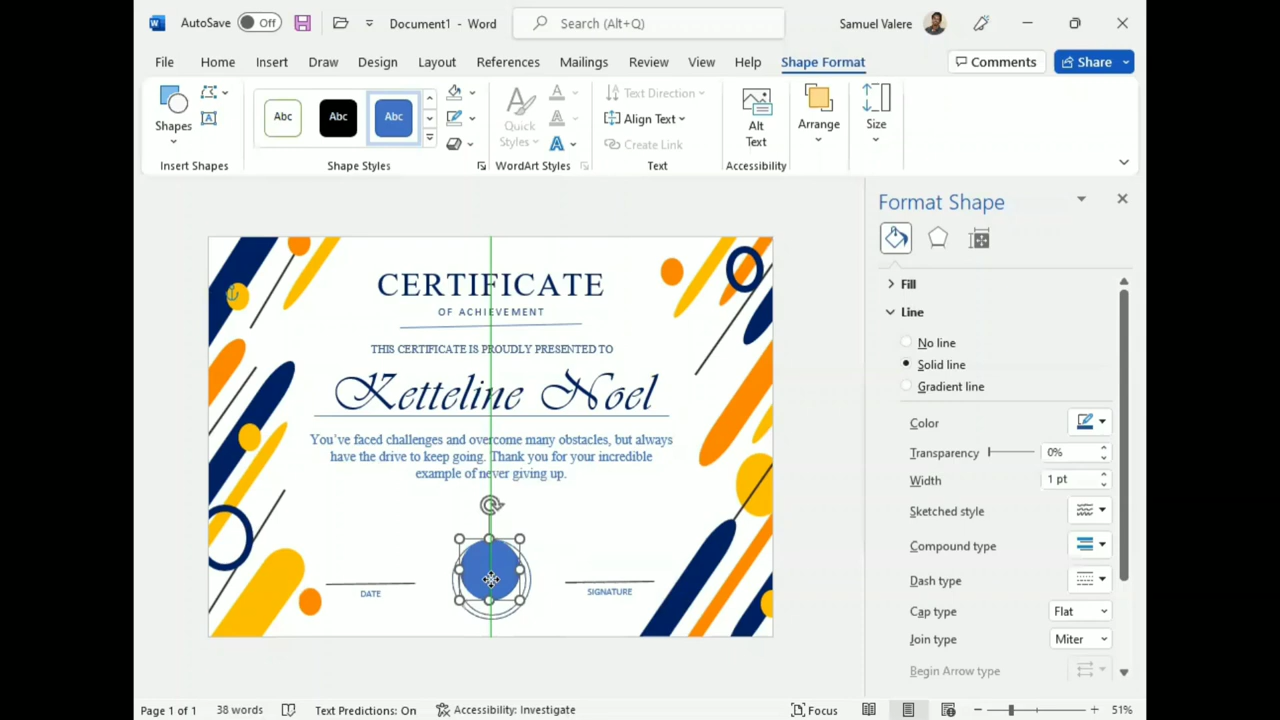 AutoSave Off Document1 - Word Search (Alt+Q) Samuel Valere
File Home Insert Draw Design Layout References Mailings Review View Help Shape Format Comments Share
Shapes
Insert Shapes
Abc Abc Abc
Shape Styles
Quick
Styles
WordArt Styles
Text Direction
Align Text
Create Link
Text
Alt
Text
Accessibility
Arrange
Size
CERTIFICATE
OF ACHIEVEMENT
THIS CERTIFICATE IS PROUDLY PRESENTED TO
Ketteline Noel
You've faced challenges and overcome many obstacles, but always
have the drive to keep going. Thank you for your incredible
example of never giving up.
DATE
SIGNATURE
Format Shape
Fill
Line
No line
Solid line
Gradient line
Color
Transparency 0%
Width 1 pt
Sketched style
Compound type
Dash type
Cap type Flat
Join type Miter
Begin Arrow type
Page 1 of 1 38 words Text Predictions: On Accessibility: Investigate Focus 51%